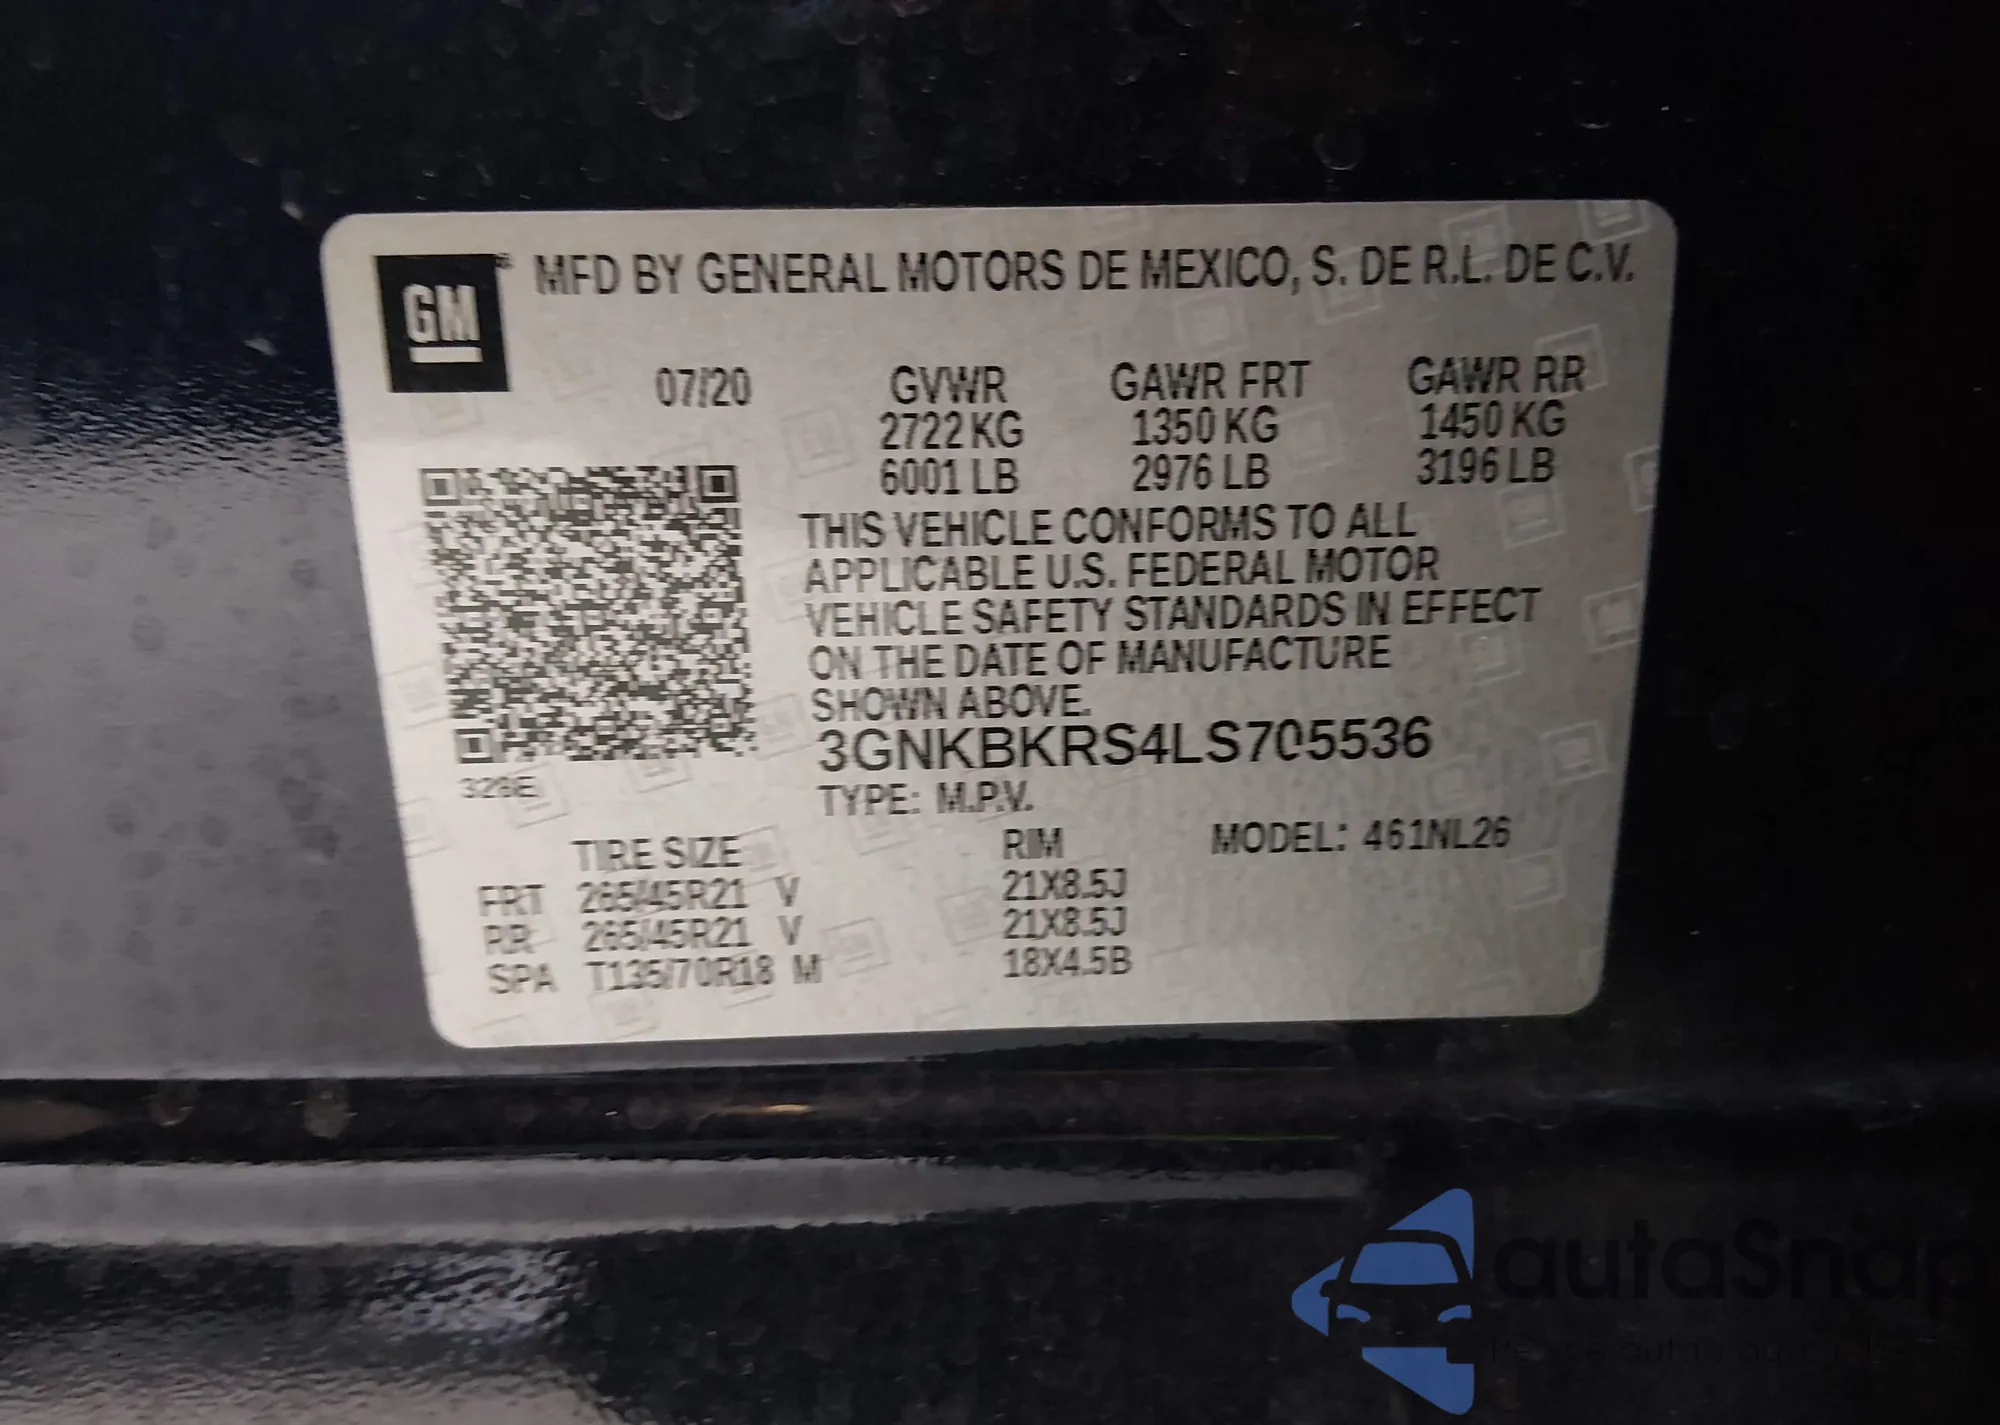 GM
MFD BY GENERAL MOTORS DE MEXICO, S. DE R.L. DE C.V.
07/20 GVWR GAWR FRT GAWR RR
2722 KG 1350 KG 1450 KG
6001 LB 2976 LB 3196 LB
THIS VEHICLE CONFORMS TO ALL
APPLICABLE U.S. FEDERAL MOTOR
VEHICLE SAFETY STANDARDS IN EFFECT
ON THE DATE OF MANUFACTURE
SHOWN ABOVE.
3GNKBKRS4LS705536
TYPE: M.P.V.
TIRE SIZE RIM MODEL: 461NL26
FRT 265/45R21 V 21X8.5J
RR 265/45R21 V 21X8.5J
SPA T135/70R18 M 18X4.5B
autoSnap